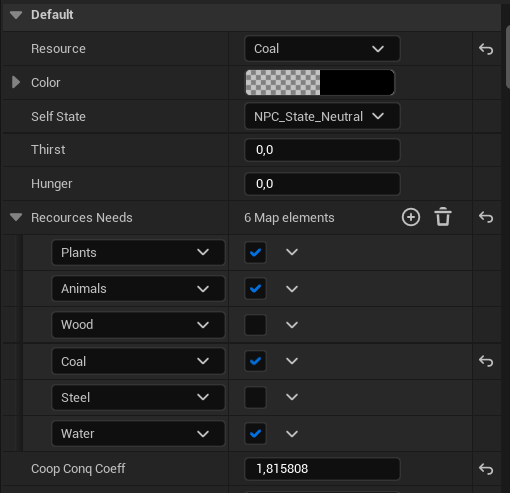 Default
Resource Coal
Color
Self State NPC_State_Neutral
Thirst 0,0
Hunger 0,0
Recources Needs 6 Map elements
Plants
Animals
Wood
Coal
Steel
Water
Coop Conq Coeff 1,815808